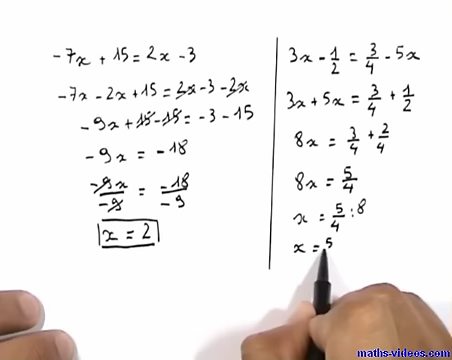 -7x + 15 = 2x - 3
-7x - 2x + 15 = 2x - 3 - 2x
-9x + 15 - 15 = -3 - 15
-9x = -18
-9x/-9 = -18/-9
x = 2
3x - 1/2 = 3/4 - 5x
3x + 5x = 3/4 + 1/2
8x = 3/4 + 2/4
8x = 5/4
x = 5/4 : 8
x = 5
maths-videos.com